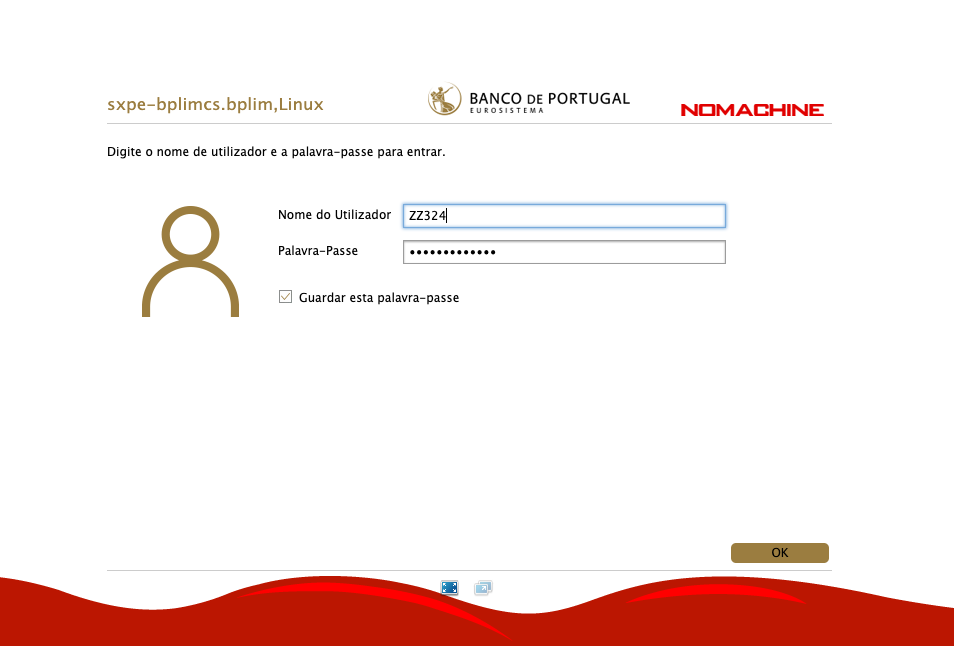 sxpe-bplimcs.bplim,Linux
BANCO DE PORTUGAL
EUROSISTEMA
NOMACHINE
Digite o nome de utilizador e a palavra-passe para entrar.
Nome do Utilizador ZZ324
Palavra-Passe •••••••••••••
Guardar esta palavra-passe
OK